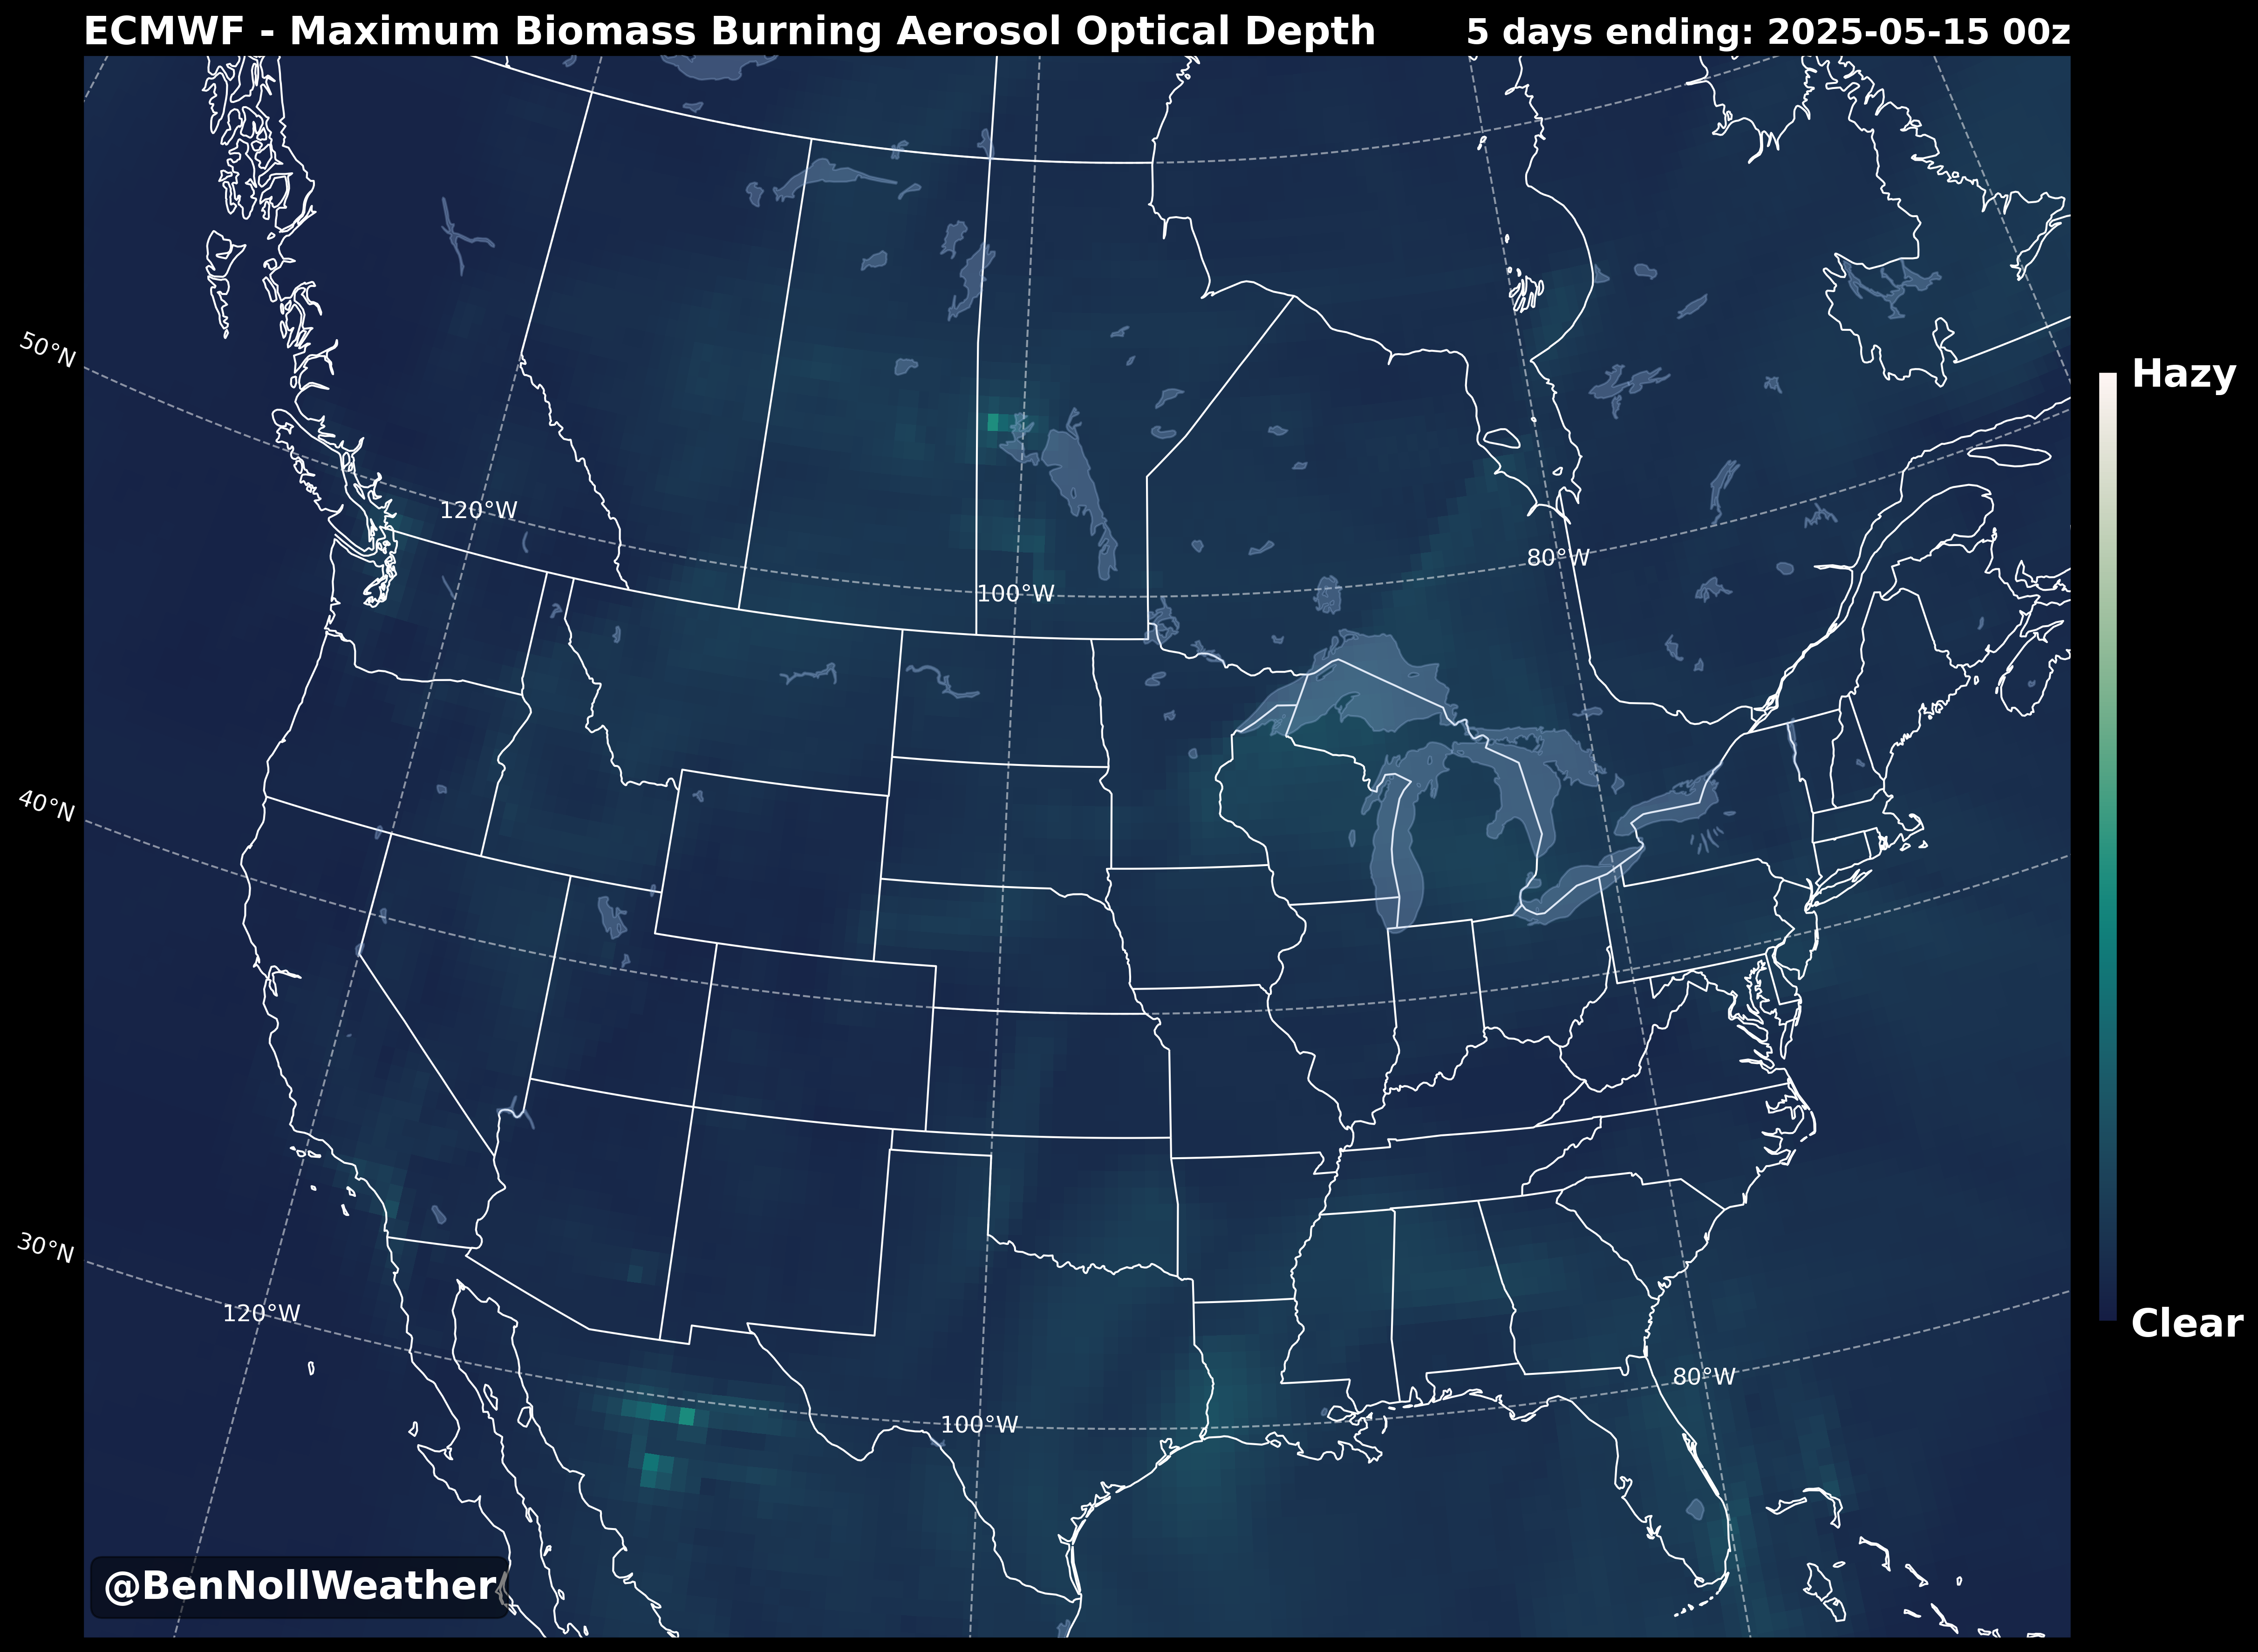 ECMWF - Maximum Biomass Burning Aerosol Optical Depth
5 days ending: 2025-05-15 00z
50°N
Hazy
120°W
80°W
100°W
40°N
30°N
120°W
Clear
80°W
100°W
@BenNollWeather